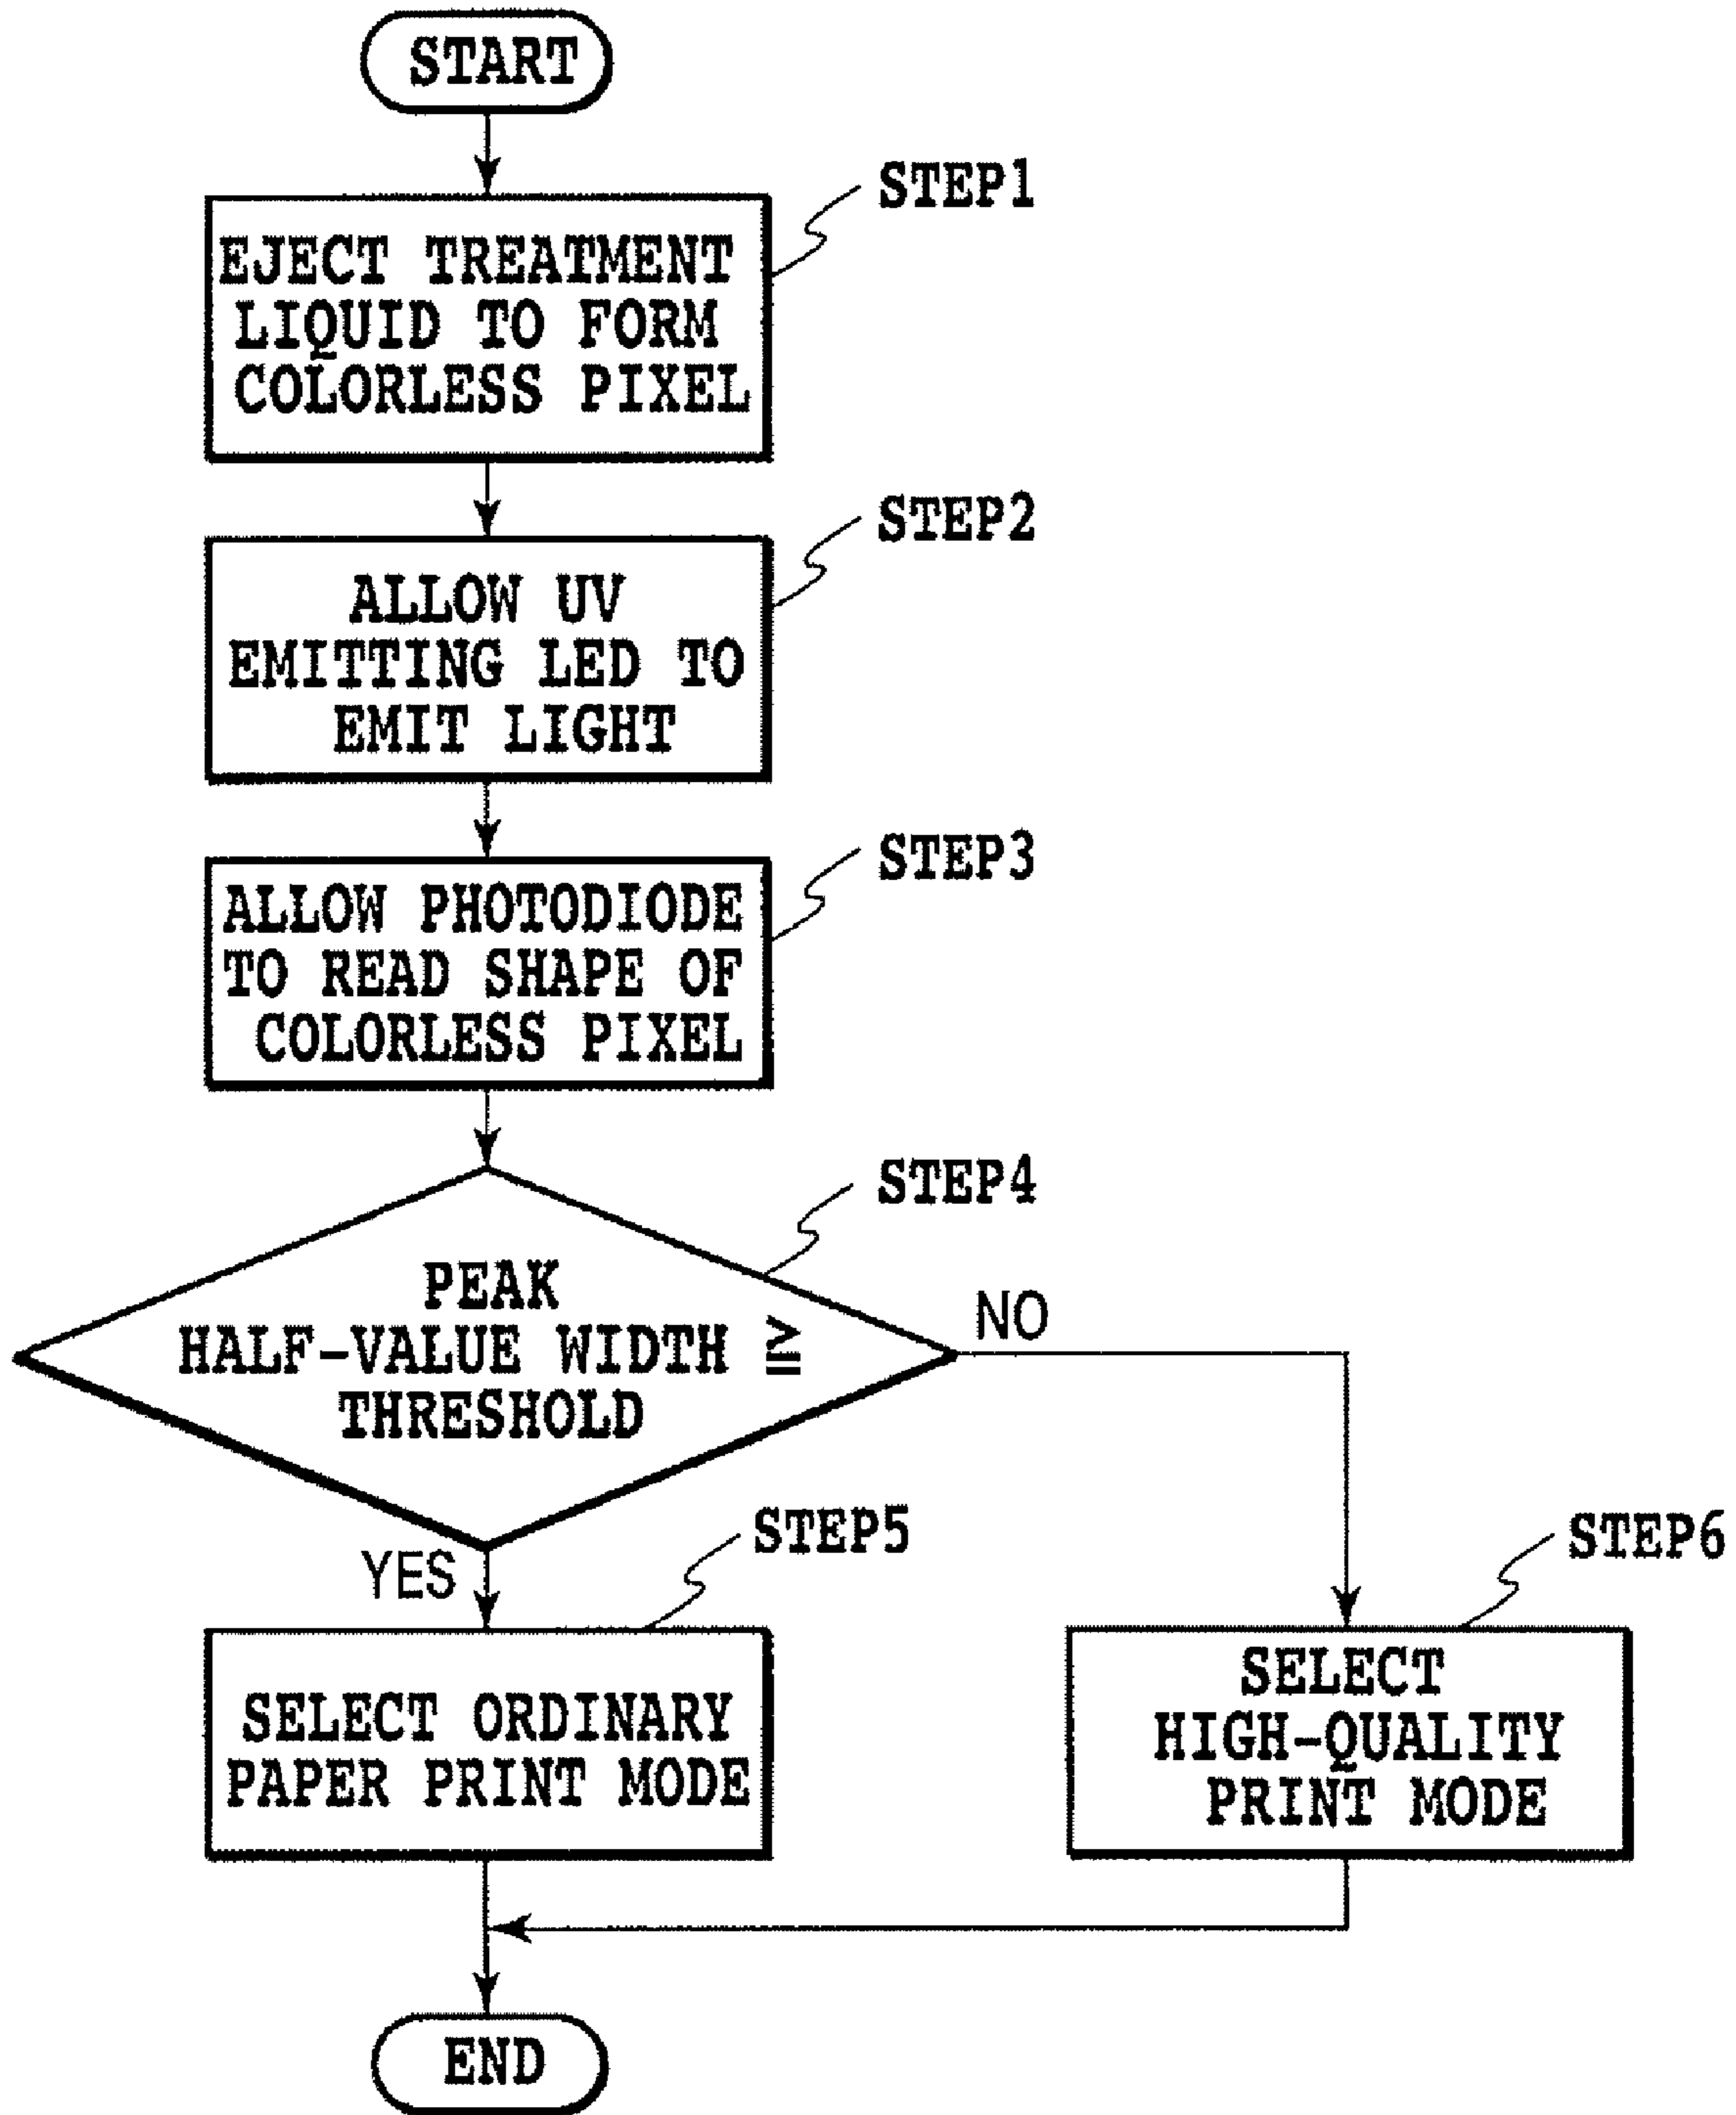 START
STEP1
EJECT TREATMENT
LIQUID TO FORM
COLORLESS PIXEL
STEP2
ALLOW UV
EMITTING LED TO
EMIT LIGHT
STEP3
ALLOW PHOTODIODE
TO READ SHAPE OF
COLORLESS PIXEL
STEP4
PEAK
HALF-VALUE WIDTH ≧
THRESHOLD
NO
YES
STEP5
SELECT ORDINARY
PAPER PRINT MODE
STEP6
SELECT
HIGH-QUALITY
PRINT MODE
END